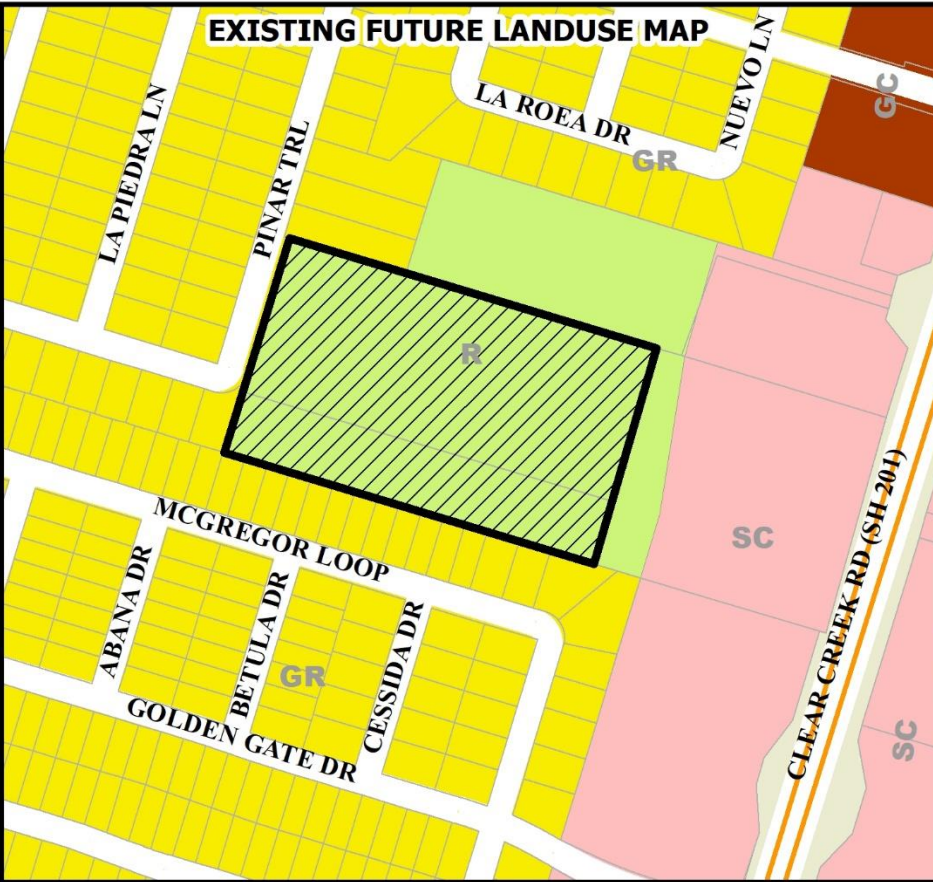 EXISTING FUTURE LANDUSE MAP
NUEVO LN
GC
LA ROEA DR
GR
LA PIEDRA LN
PINAR TRL
R
MCGREGOR LOOP
SC
CLEAR CREEK RD (SH 201)
ABANA DR
BETULA DR
GR
CESSIDA DR
GOLDEN GATE DR
SC